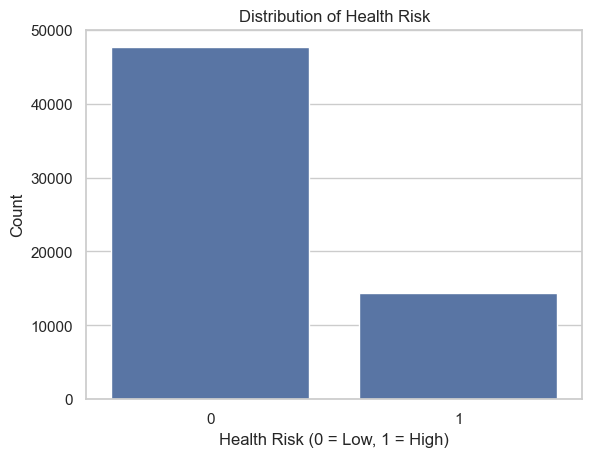 Distribution of Health Risk
50000
40000
30000
20000
10000
0
Count
0 1
Health Risk (0 = Low, 1 = High)